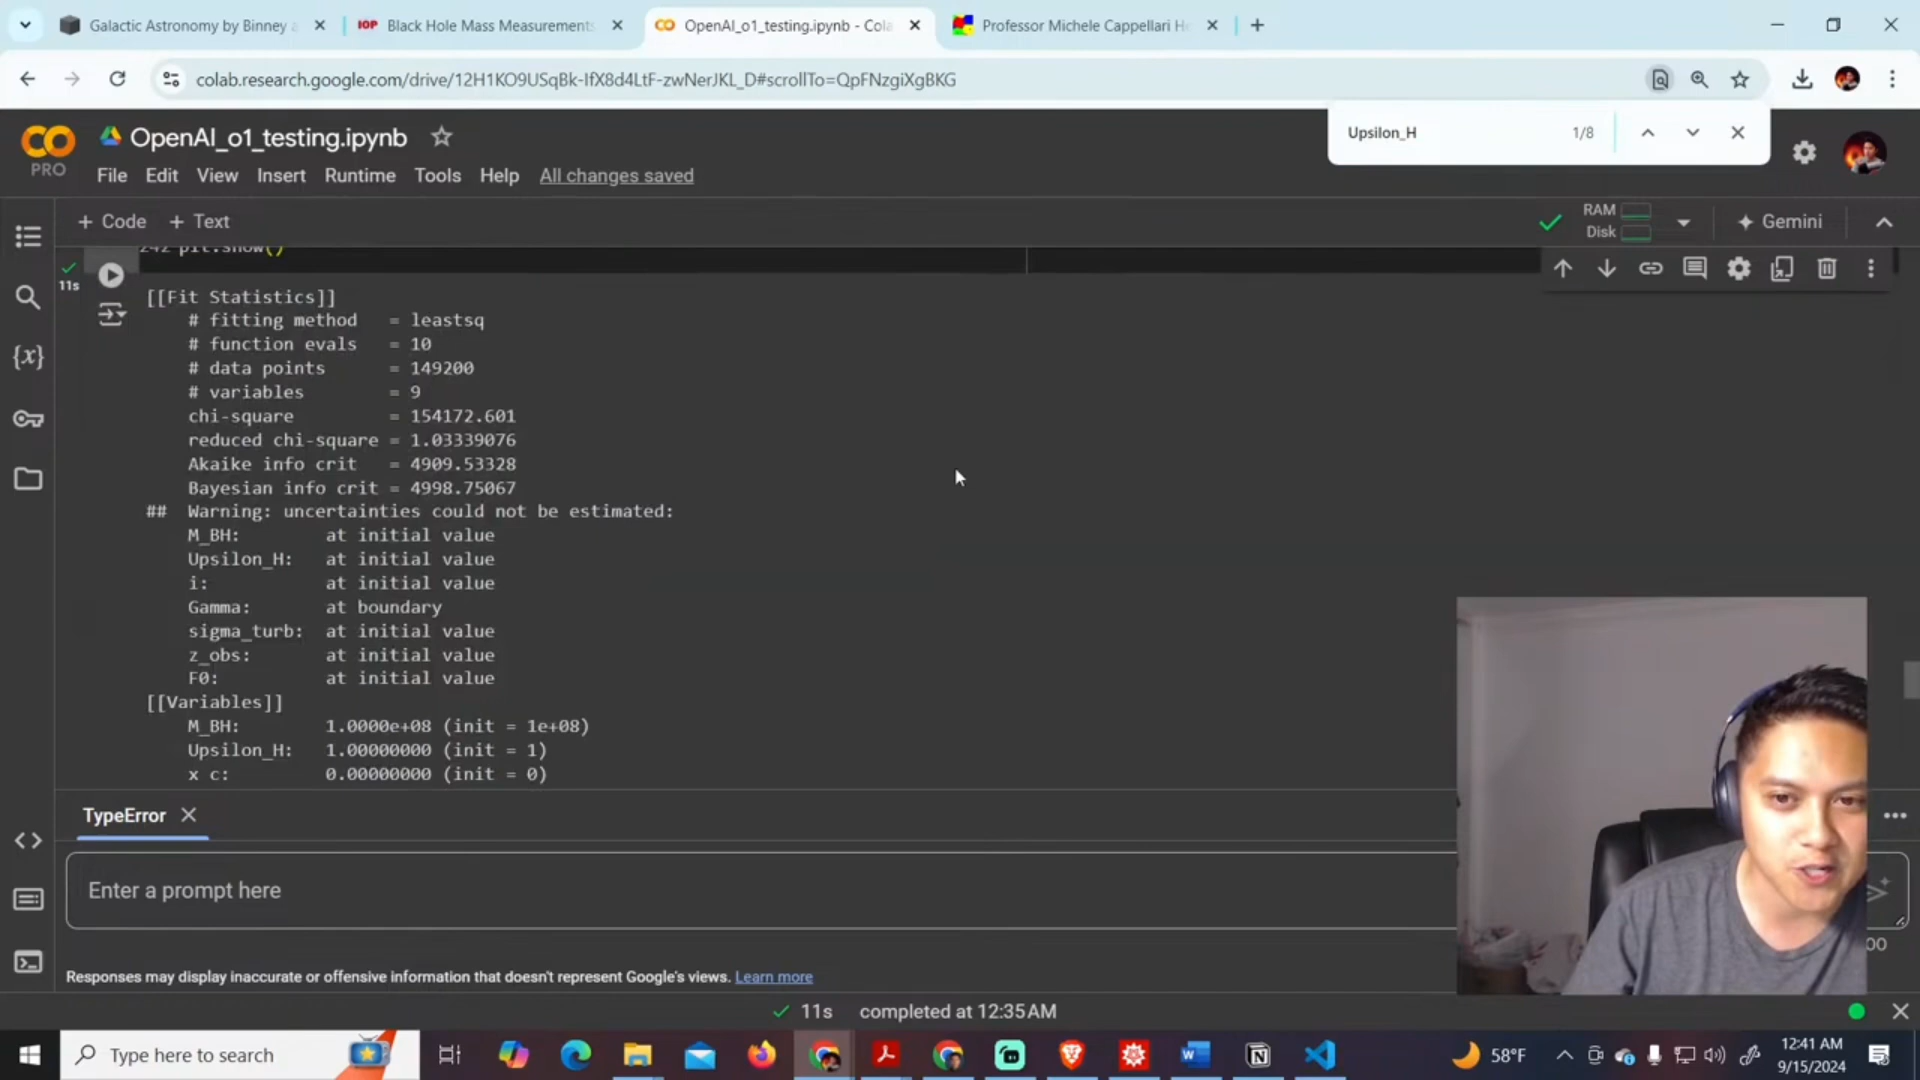 Galactic Astronomy by Binney a
IOP Black Hole Mass Measurements
OpenAI_o1_testing.ipynb - Cola
Professor Michele Cappellari Ho
colab.research.google.com/drive/12H1KO9USqBk-IfX8d4LtF-zwNerJKL_D#scrollTo=QpFNzgiXgBKG
Upsilon_H 1/8
CO
PRO
OpenAI_o1_testing.ipynb
File Edit View Insert Runtime Tools Help All changes saved
+ Code + Text
RAM
Disk
Gemini
242 plt.show()
11s
[[Fit Statistics]]
# fitting method = leastsq
# function evals = 10
# data points = 149200
# variables = 9
chi-square = 154172.601
reduced chi-square = 1.03339076
Akaike info crit = 4909.53328
Bayesian info crit = 4998.75067
## Warning: uncertainties could not be estimated:
M_BH: at initial value
Upsilon_H: at initial value
i: at initial value
Gamma: at boundary
sigma_turb: at initial value
z_obs: at initial value
F0: at initial value
[[Variables]]
M_BH: 1.0000e+08 (init = 1e+08)
Upsilon_H: 1.00000000 (init = 1)
x_c: 0.00000000 (init = 0)
{x}
TypeError
Enter a prompt here
00
Responses may display inaccurate or offensive information that doesn't represent Google's views. Learn more
11s completed at 12:35 AM
Type here to search
58°F
12:41 AM
9/15/2024